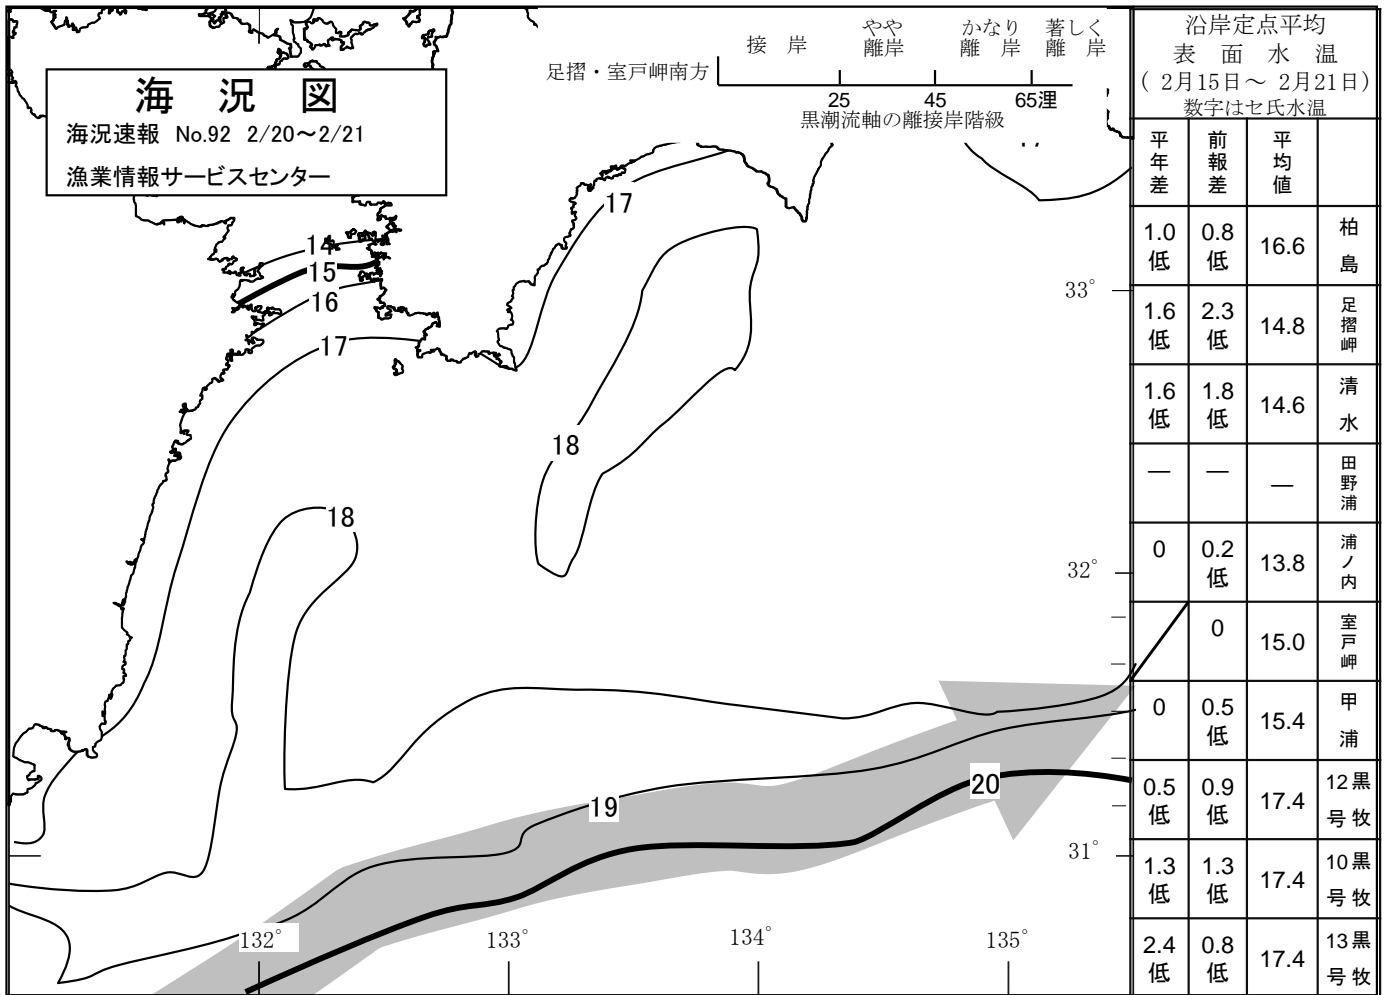 海況図
海況速報 No.92 2/20～2/21
漁業情報サービスセンター
接岸 やや離岸 かなり離岸 著しく離岸
足摺・室戸岬南方
25 45 65浬
黒潮流軸の離接岸階級
沿岸定点平均
表面水温
( 2月15日～ 2月21日)
数字はセ氏水温
平年差 前報差 平均値
1.0低 0.8低 16.6 柏島
1.6低 2.3低 14.8 足摺岬
1.6低 1.8低 14.6 清水
― ― ― 田野浦
0 0.2低 13.8 浦ノ内
0 15.0 室戸岬
0 0.5低 15.4 甲浦
0.5低 0.9低 17.4 12号黒牧
1.3低 1.3低 17.4 10号黒牧
2.4低 0.8低 17.4 13号黒牧
17
14
15
16
17
18
18
19
20
33°
32°
31°
132° 133° 134° 135°